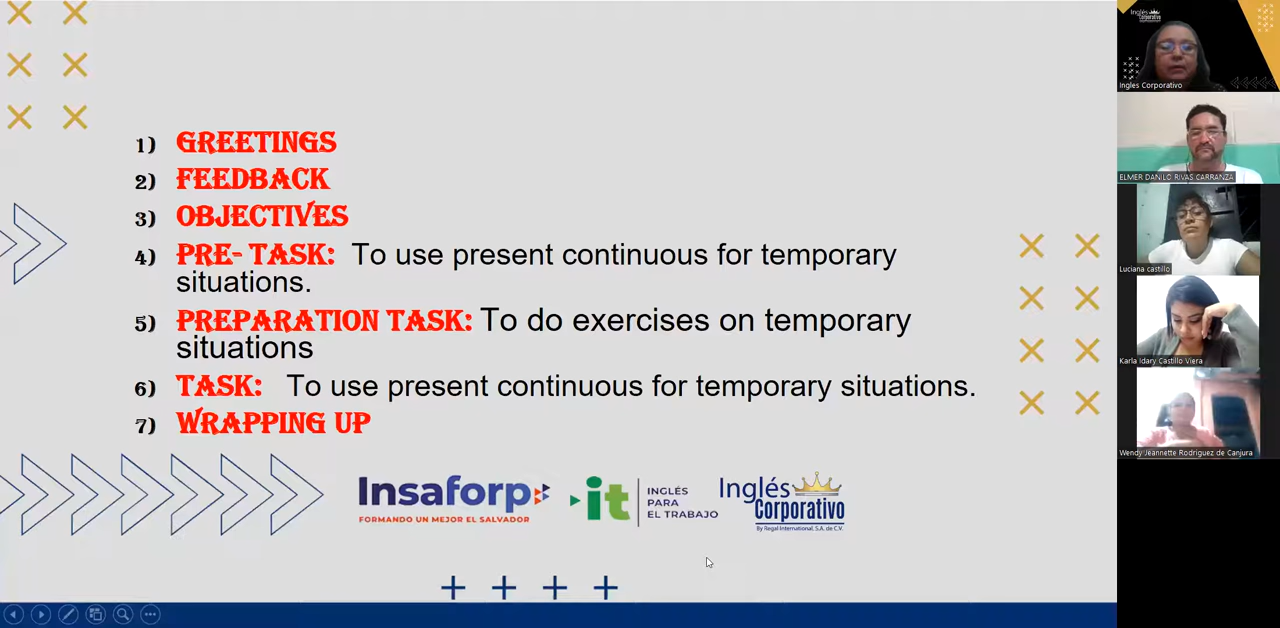 1) GREETINGS
2) FEEDBACK
3) OBJECTIVES
4) PRE- TASK: To use present continuous for temporary
situations.
5) PREPARATION TASK: To do exercises on temporary
situations
6) TASK: To use present continuous for temporary situations.
7) WRAPPING UP
Insaforp
FORMANDO UN MEJOR EL SALVADOR
it
INGLÉS
PARA
EL TRABAJO
Inglés
Corporativo
By Regal International, S.A. de C.V.
Inglés
Corporativo
Ingles Corporativo
ELMER DANILO RIVAS CARRANZA
Luciana castillo
Karla Idary Castillo Viera
Wendy Jeannette Rodriguez de Canjura